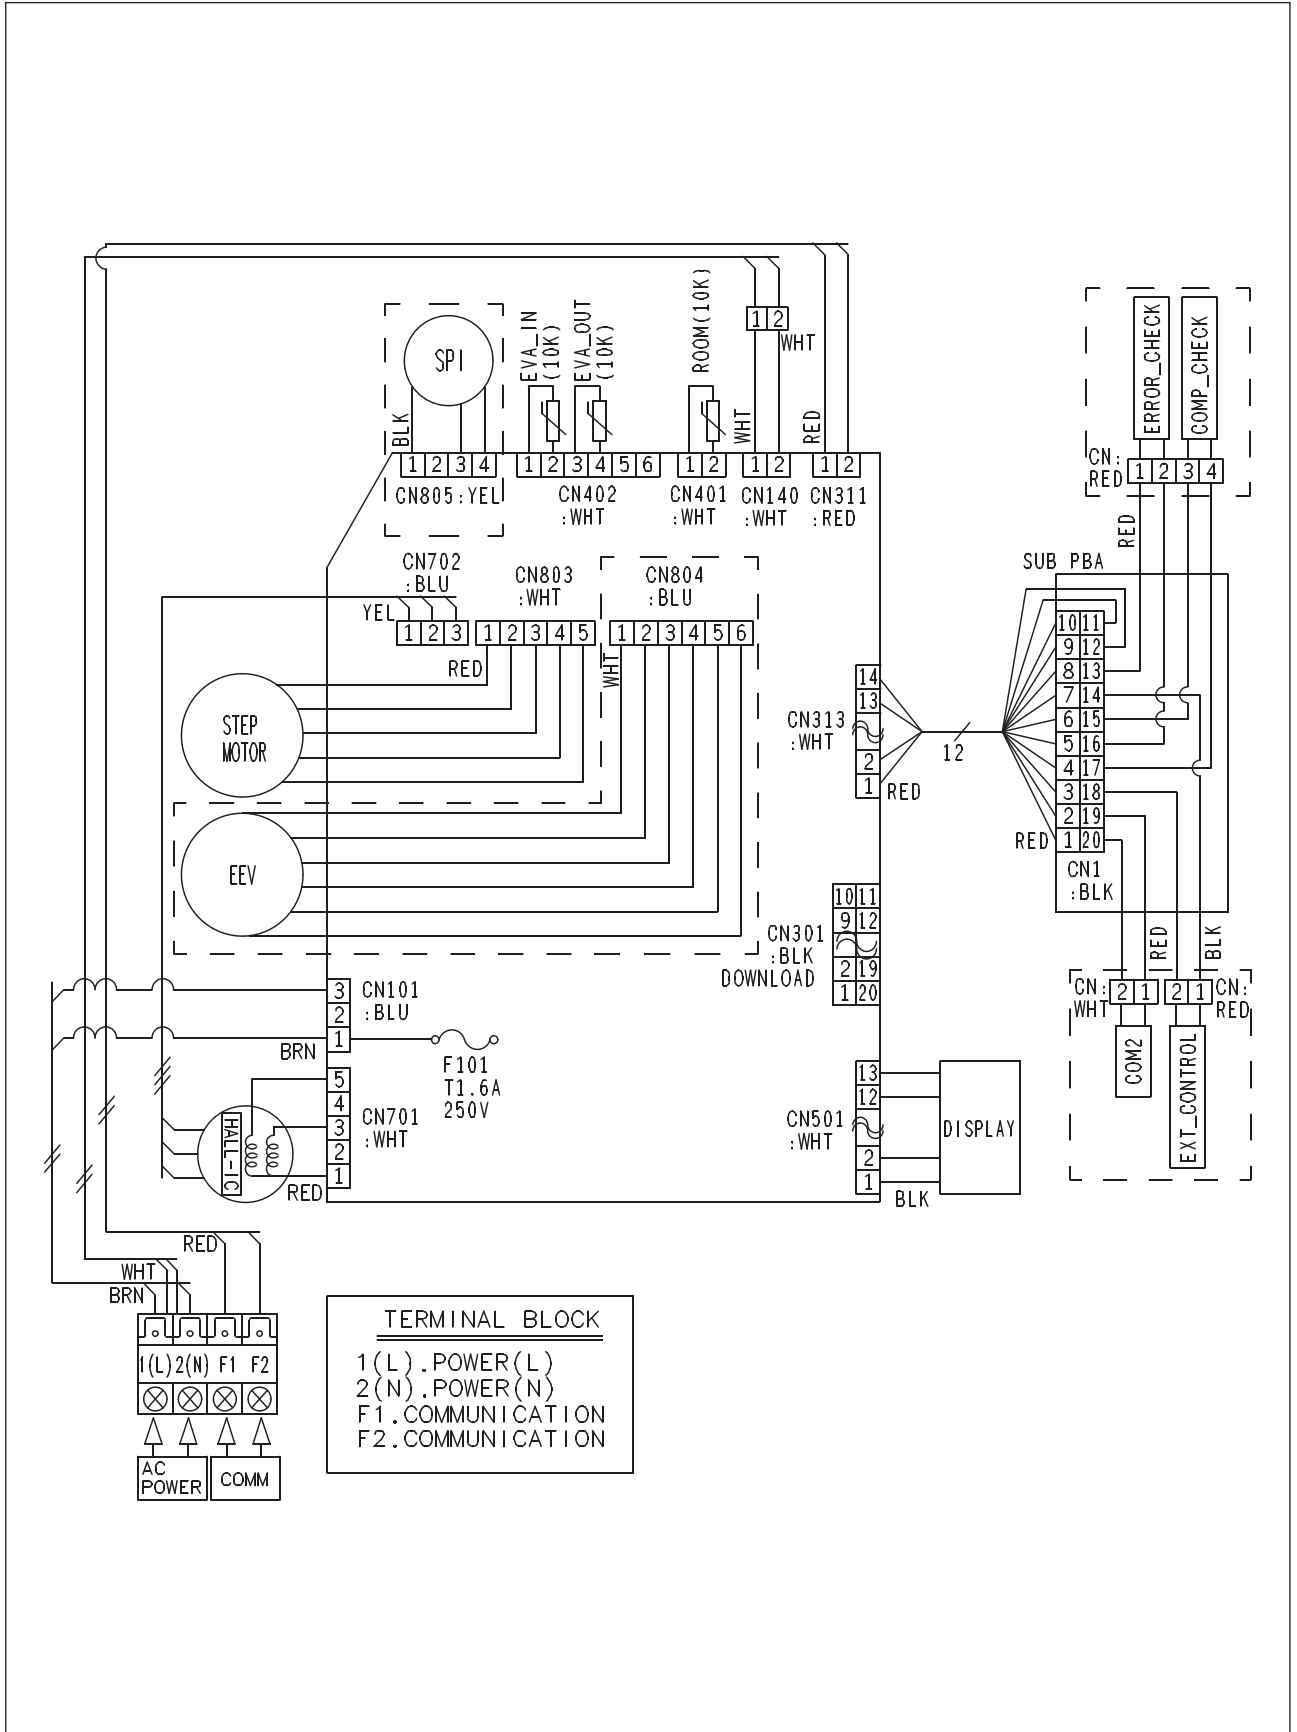 SPI
BLK
EVA_IN
(10K)
EVA_OUT
(10K)
ROOM(10K)
1 2
WHT
WHT
RED
1 2 3 4
CN805:YEL
1 2 3 4 5 6
CN402
:WHT
1 2
CN401
:WHT
1 2
CN140
:WHT
1 2
CN311
:RED
ERROR_CHECK
COMP_CHECK
CN:
RED
1 2 3 4
RED
CN702
:BLU
YEL
1 2 3
CN803
:WHT
1 2 3 4 5
RED
CN804
:BLU
1 2 3 4 5 6
WHT
STEP
MOTOR
EEV
14
13
CN313
:WHT
2
1
RED
12
SUB PBA
10 11
9 12
8 13
7 14
6 15
5 16
4 17
3 18
2 19
1 20
RED
CN1
:BLK
10 11
9 12
CN301
:BLK
DOWNLOAD
2 19
1 20
RED
BLK
CN:
WHT
2 1
2 1
CN:
RED
COM2
EXT_CONTROL
3
2
1
CN101
:BLU
BRN
F101
T1.6A
250V
5
4
3
2
1
CN701
:WHT
HALL-IC
RED
13
12
CN501
:WHT
2
1
BLK
DISPLAY
RED
WHT
BRN
1(L) 2(N) F1 F2
AC
POWER
COMM
TERMINAL BLOCK
1(L).POWER(L)
2(N).POWER(N)
F1.COMMUNICATION
F2.COMMUNICATION